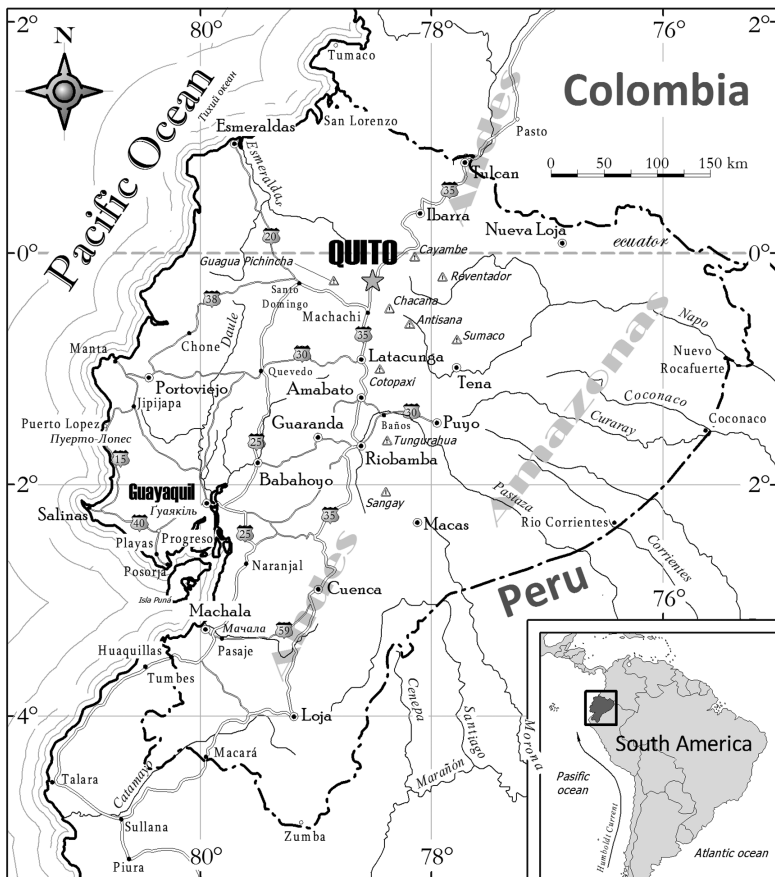 80°
78°
76°
2°
2°
N
Tumaco
Colombia
Pacific Ocean
Тихий океан
San Lorenzo
Andes
Pasto
Esmeraldas
Esmeraldas
Tulcan
0 50 100 150 km
35
Ibarra
Nueva Loja
20
QUITO
Cayambe
ecuator
0°
0°
Guagua Pichincha
Reventador
Santo
Domingo
38
Chacana
Machachi
Antisana
Amazonas
Napo
Daule
35
Sumaco
Chone
Manta
30
Latacunga
Nuevo
Rocafuerte
Quevedo
Cotopaxi
Tena
Portoviejo
Amabato
Coconaco
Jipijapa
30
Puerto Lopez
Пуерто-Лопес
Guaranda
Baños
Puyo
Curaray
Coconaco
25
Tungurahua
15
Riobamba
Babahoyo
2°
2°
Guayaquil
Гуаякіль
Sangay
Pastaza
Salinas
35
40
Macas
Rio Corrientes
Playas
Progreso
25
Posorja
Naranjal
Corrientes
Andes
Isla Puná
Cuenca
Peru
76°
Machala
Мачала
59
Huaquillas
Pasaje
Tumbes
Cenepa
Santiago
Morona
4°
4°
Loja
South America
Macará
Catamayo
Marañón
Talara
Pasific
ocean
Humboldt Current
Sullana
Zumba
Atlantic ocean
Piura
80°
78°